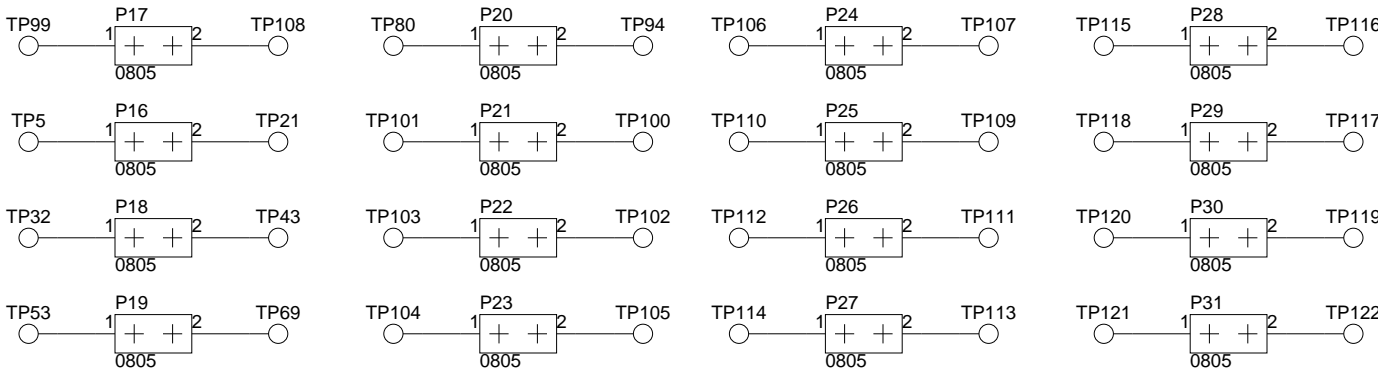 P17 P20 P24 P28
TP99 TP108 TP80 TP94 TP106 TP107 TP115 TP116
1 2 1 2 1 2 1 2
0805 0805 0805 0805
P16 P21 P25 P29
TP5 TP21 TP101 TP100 TP110 TP109 TP118 TP117
1 2 1 2 1 2 1 2
0805 0805 0805 0805
P18 P22 P26 P30
TP32 TP43 TP103 TP102 TP112 TP111 TP120 TP119
1 2 1 2 1 2 1 2
0805 0805 0805 0805
P19 P23 P27 P31
TP53 TP69 TP104 TP105 TP114 TP113 TP121 TP122
1 2 1 2 1 2 1 2
0805 0805 0805 0805